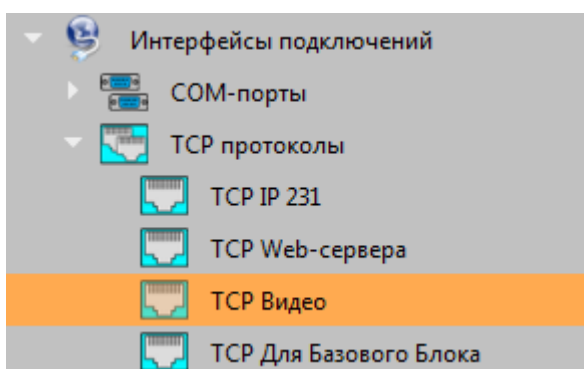 Интерфейсы подключений
COM-порты
TCP протоколы
TCP IP 231
TCP Web-сервера
TCP Видео
TCP Для Базового Блока